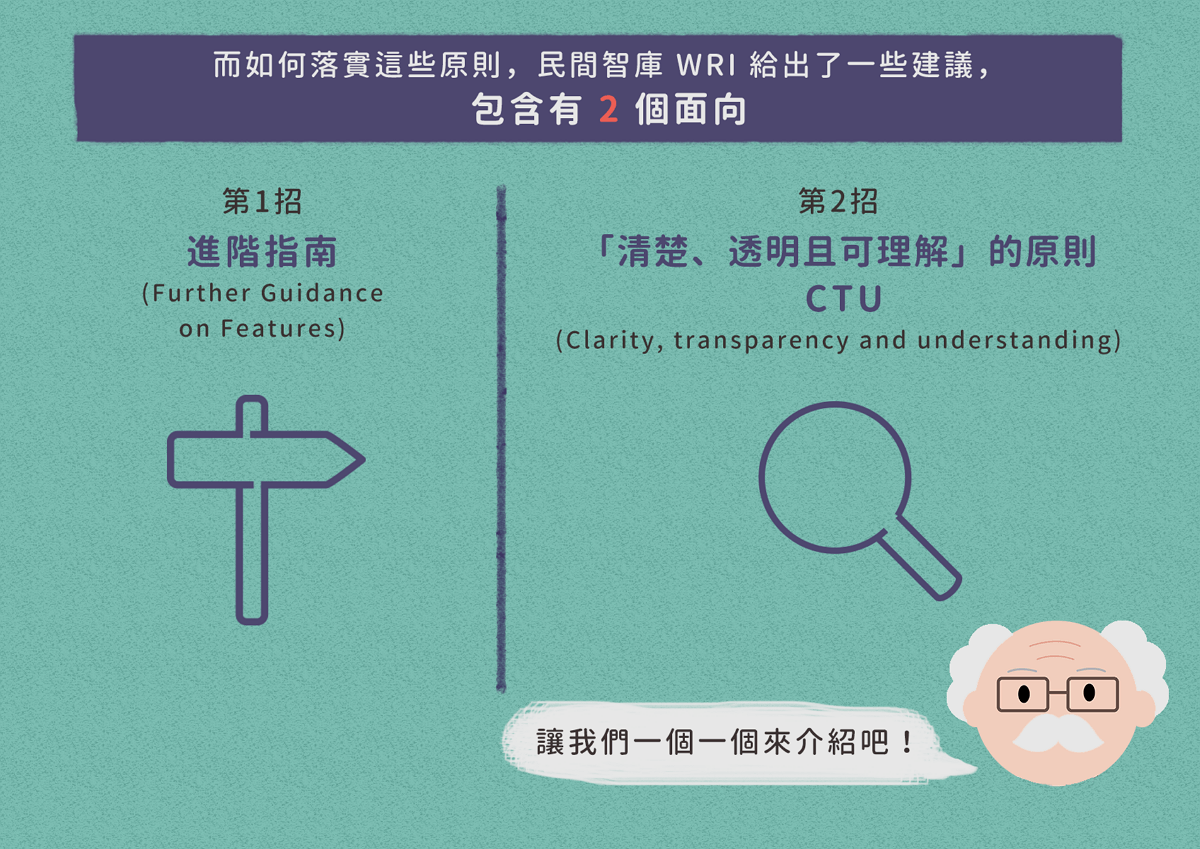 而如何落實這些原則，民間智庫 WRI 給出了一些建議，
包含有 2 個面向
第1招
進階指南
(Further Guidance
on Features)
第2招
「清楚、透明且可理解」的原則
CTU
(Clarity, transparency and understanding)
讓我們一個一個來介紹吧！